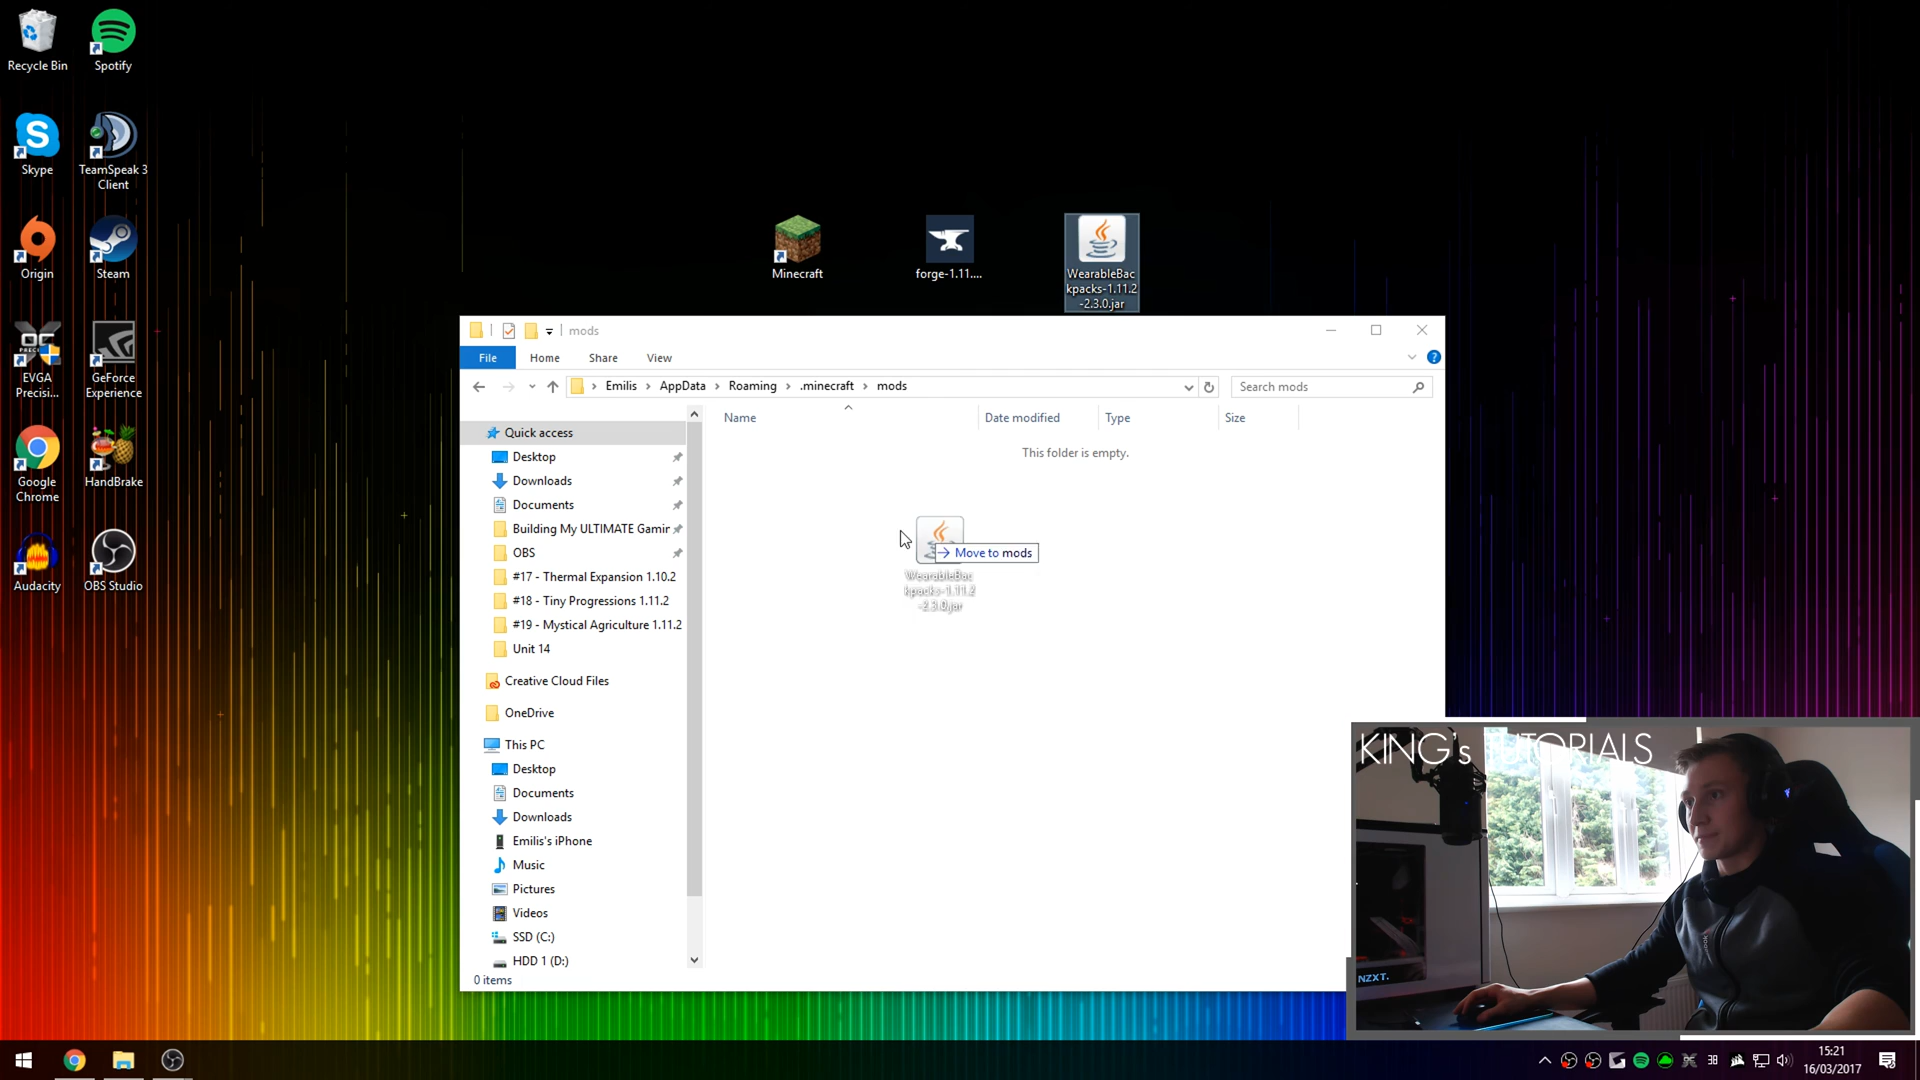 Recycle Bin
Spotify
Skype
TeamSpeak 3
Client
Origin
Steam
EVGA
Precisi...
GeForce
Experience
Google
Chrome
HandBrake
Audacity
OBS Studio
Minecraft
forge-1.11....
WearableBac
kpacks-1.11.2
-2.3.0.jar
mods
File
Home
Share
View
Emilis
AppData
Roaming
.minecraft
mods
Search mods
Name
Date modified
Type
Size
This folder is empty.
Quick access
Desktop
Downloads
Documents
Building My ULTIMATE Gamin
OBS
#17 - Thermal Expansion 1.10.2
#18 - Tiny Progressions 1.11.2
#19 - Mystical Agriculture 1.11.2
Unit 14
Creative Cloud Files
OneDrive
This PC
Desktop
Documents
Downloads
Emilis's iPhone
Music
Pictures
Videos
SSD (C:)
HDD 1 (D:)
0 items
Move to mods
WearableBac
kpacks-1.11.2
-2.3.0.jar
KING's TUTORIALS
NZXT.
15:21
16/03/2017